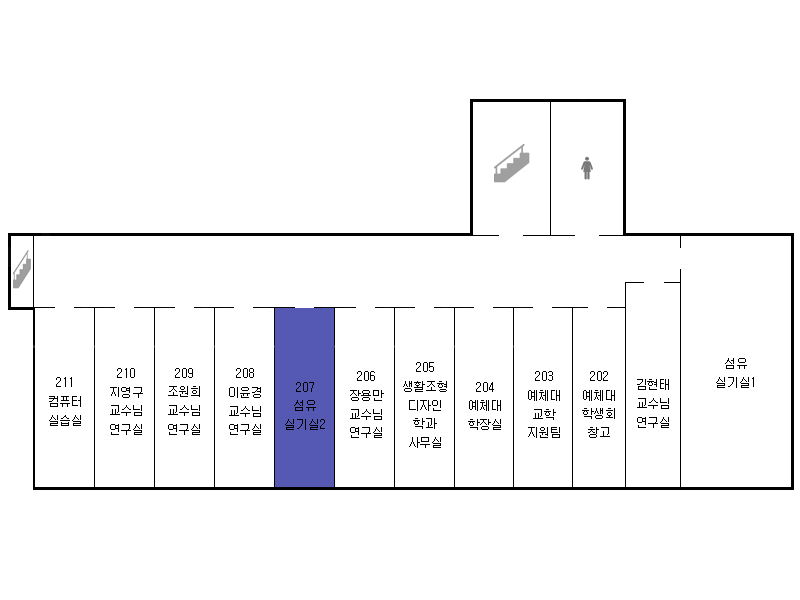 211
컴퓨터
실습실
210
지영구
교수님
연구실
209
조원희
교수님
연구실
208
이윤경
교수님
연구실
207
섬유
실기실2
206
장용만
교수님
연구실
205
생활조형
디자인
학과
사무실
204
예체대
학장실
203
예체대
교학
지원팀
202
예체대
학생회
창고
김현태
교수님
연구실
섬유
실기실1